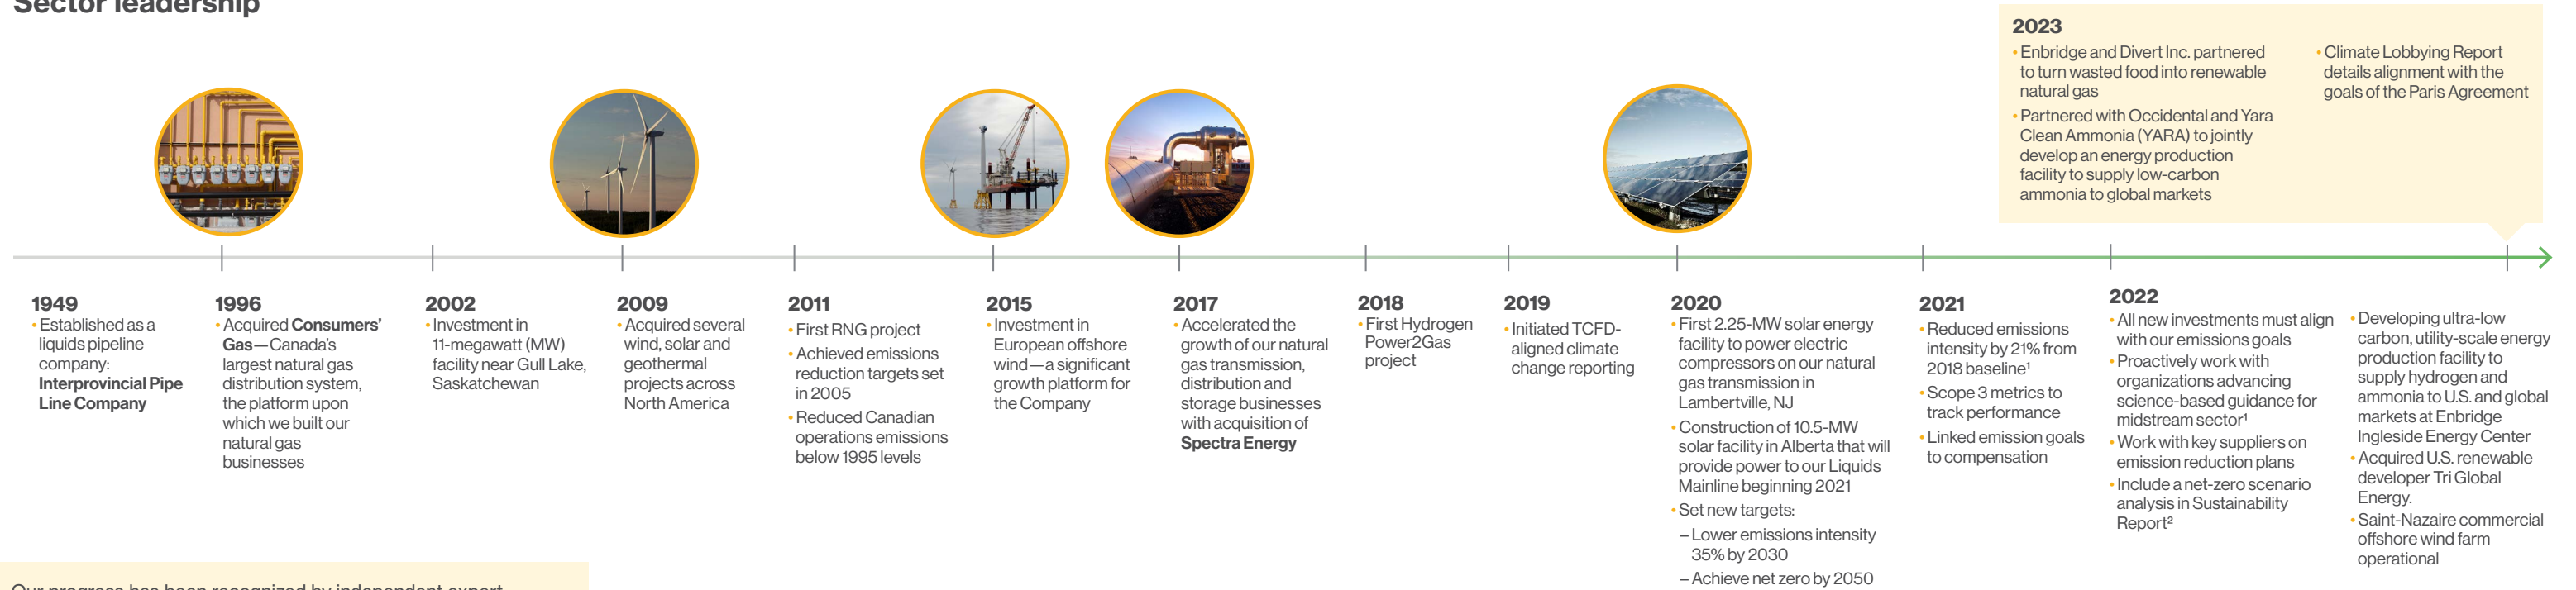 Sector leadership
2023
• Enbridge and Divert Inc. partnered
to turn wasted food into renewable
natural gas
• Partnered with Occidental and Yara
Clean Ammonia (YARA) to jointly
develop an energy production
facility to supply low-carbon
ammonia to global markets
• Climate Lobbying Report
details alignment with the
goals of the Paris Agreement
1949
• Established as a
liquids pipeline
company:
Interprovincial Pipe
Line Company
1996
• Acquired Consumers’
Gas—Canada’s
largest natural gas
distribution system,
the platform upon
which we built our
natural gas
businesses
2002
• Investment in
11-megawatt (MW)
facility near Gull Lake,
Saskatchewan
2009
• Acquired several
wind, solar and
geothermal
projects across
North America
2011
• First RNG project
• Achieved emissions
reduction targets set
in 2005
• Reduced Canadian
operations emissions
below 1995 levels
2015
• Investment in
European offshore
wind—a significant
growth platform for
the Company
2017
• Accelerated the
growth of our natural
gas transmission,
distribution and
storage businesses
with acquisition of
Spectra Energy
2018
• First Hydrogen
Power2Gas
project
2019
• Initiated TCFD-
aligned climate
change reporting
2020
• First 2.25-MW solar energy
facility to power electric
compressors on our natural
gas transmission in
Lambertville, NJ
• Construction of 10.5-MW
solar facility in Alberta that will
provide power to our Liquids
Mainline beginning 2021
• Set new targets:
– Lower emissions intensity
35% by 2030
– Achieve net zero by 2050
2021
• Reduced emissions
intensity by 21% from
2018 baseline¹
• Scope 3 metrics to
track performance
• Linked emission goals
to compensation
2022
• All new investments must align
with our emissions goals
• Proactively work with
organizations advancing
science-based guidance for
midstream sector¹
• Work with key suppliers on
emission reduction plans
• Include a net-zero scenario
analysis in Sustainability
Report²
• Developing ultra-low
carbon, utility-scale energy
production facility to
supply hydrogen and
ammonia to U.S. and global
markets at Enbridge
Ingleside Energy Center
• Acquired U.S. renewable
developer Tri Global
Energy.
• Saint-Nazaire commercial
offshore wind farm
operational
Our progress has been recognized by independent expert